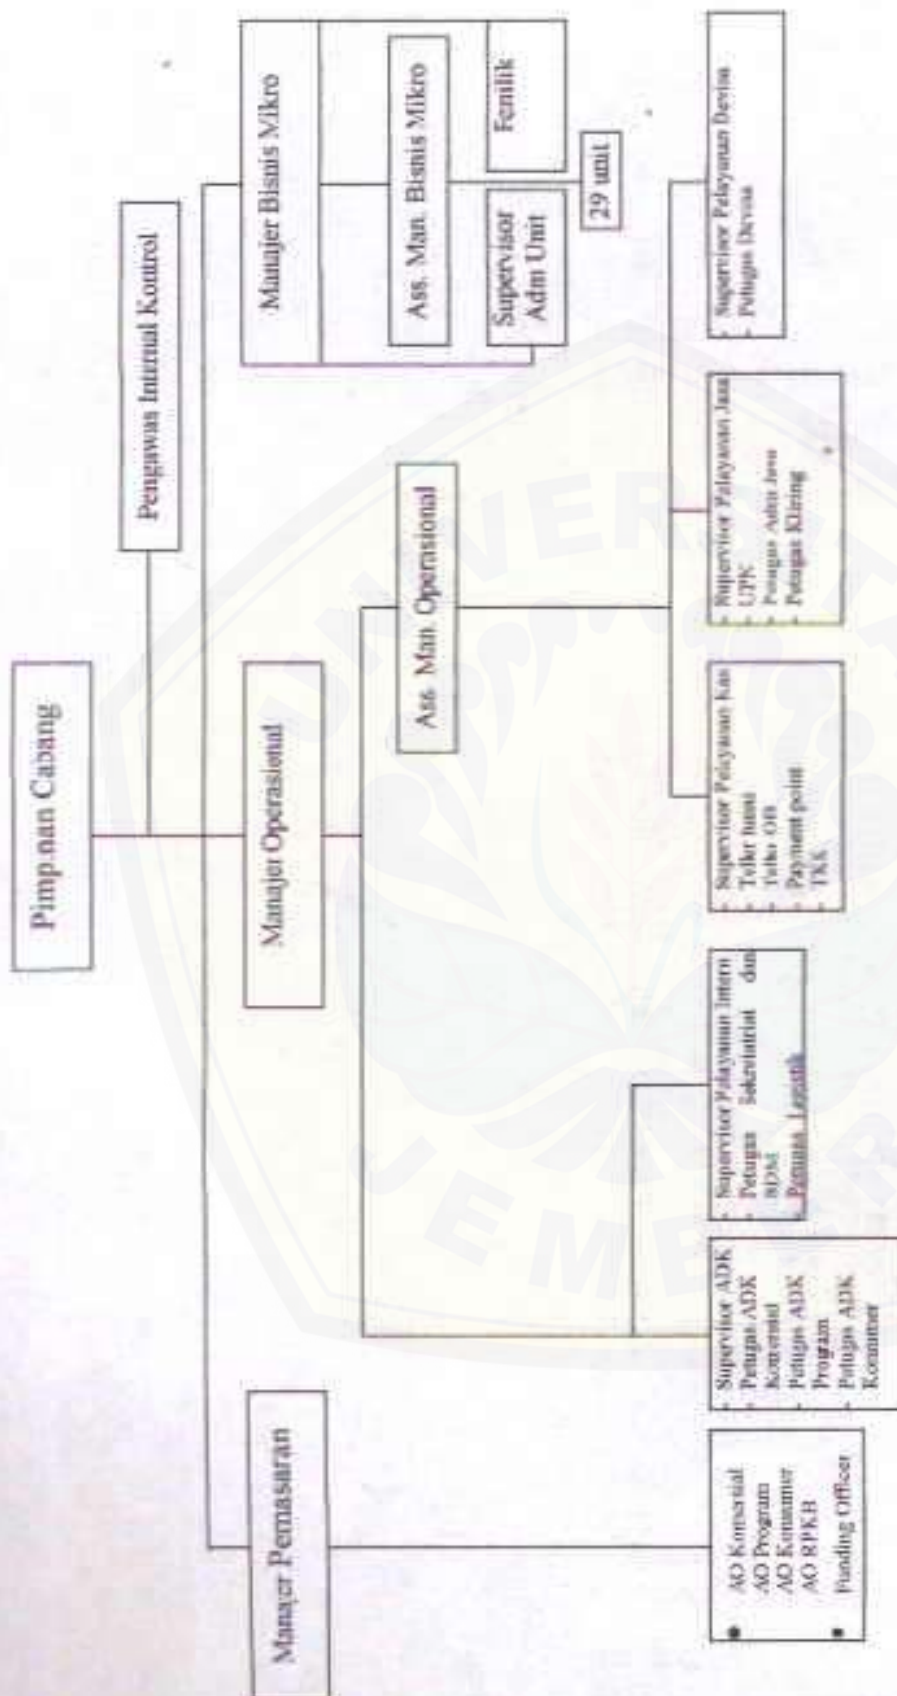 Pimpinan Cabang
Pengawas Internal Kontrol
Manajer Pemasaran
Manajer Operasional
Manajer Bisnis Mikro
Ass. Man. Operasional
Ass. Man. Bisnis Mikro
Supervisor
Adm Unit
Penilik
29 unit
AO Komersial
AO Program
AO Konsumer
AO RPKB
Funding Officer
Supervisor ADK
Petugas ADK
Komersial
Petugas ADK
Program
Petugas ADK
Konsumer
Supervisor Pelayanan Intern
Petugas Sekretariat dan
SDM
Petugas Logistik
Supervisor Pelayanan Kas
Teller tunai
Teller OB
Payment point
TKK
Supervisor Pelayanan Jasa
UPN
Petugas Adm Jasa
Petugas Kliring
Supervisor Pelayanan Devisa
Petugas Devisa
UNIVERSITAS
JEMBER